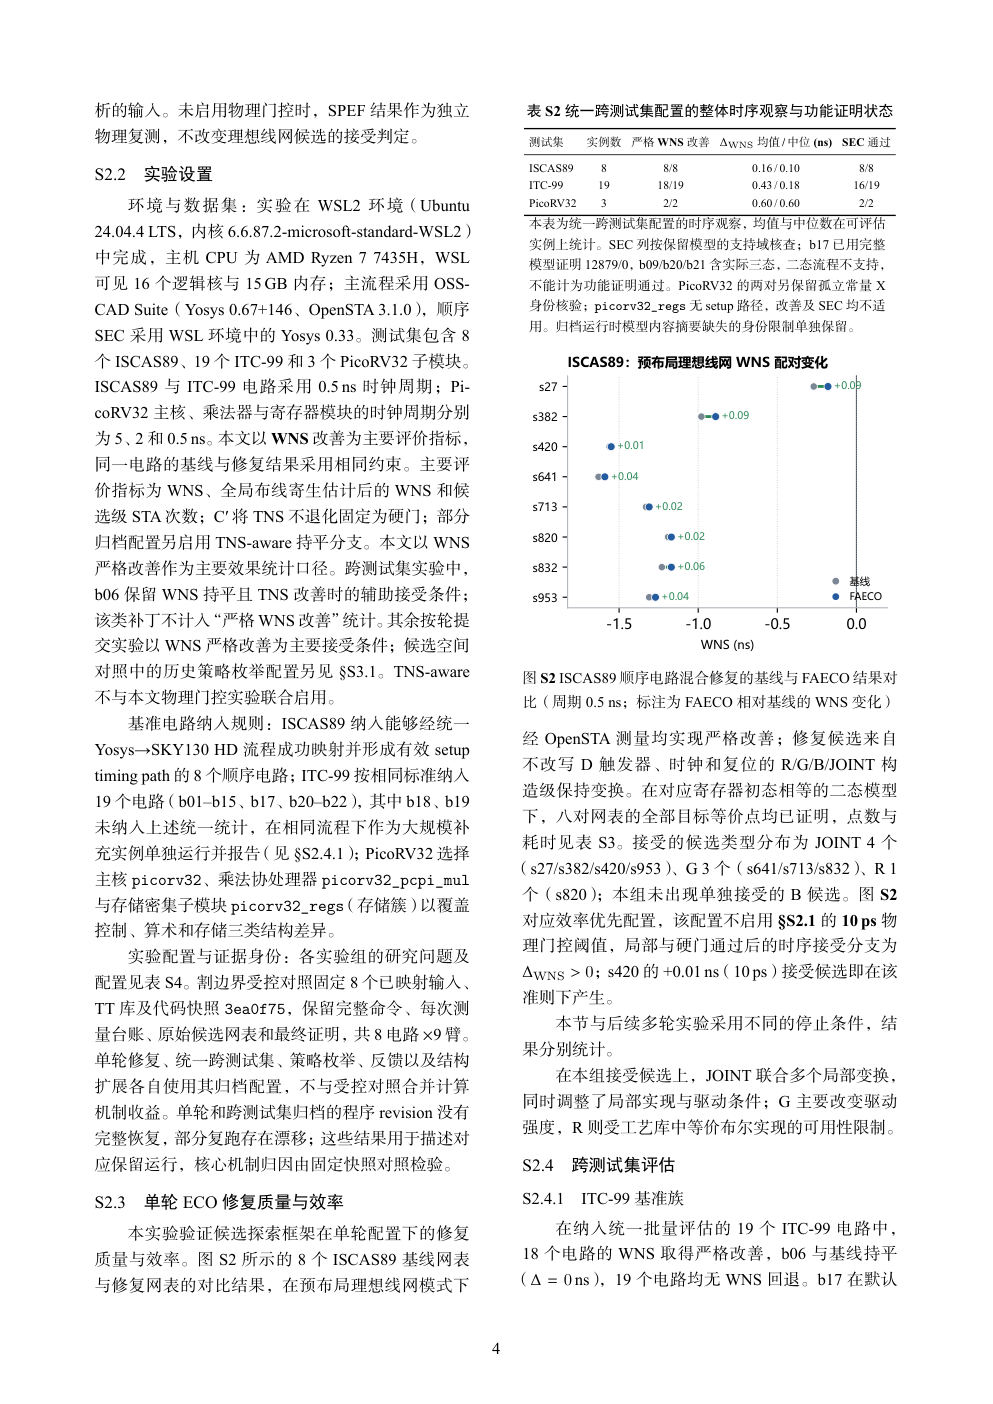 析的输入。未启用物理门控时，SPEF 结果作为独立
物理复测，不改变理想线网候选的接受判定。
S2.2 实验设置
环境与数据集：实验在 WSL2 环境（Ubuntu
24.04.4 LTS，内核 6.6.87.2-microsoft-standard-WSL2）
中完成，主机 CPU 为 AMD Ryzen 7 7435H，WSL
可见 16 个逻辑核与 15 GB 内存；主流程采用 OSS-
CAD Suite（Yosys 0.67+146、OpenSTA 3.1.0），顺序
SEC 采用 WSL 环境中的 Yosys 0.33。测试集包含 8
个 ISCAS89、19 个 ITC-99 和 3 个 PicoRV32 子模块。
ISCAS89 与 ITC-99 电路采用 0.5 ns 时钟周期；Pi-
coRV32 主核、乘法器与寄存器模块的时钟周期分别
为 5、2 和 0.5 ns。本文以 WNS 改善为主要评价指标，
同一电路的基线与修复结果采用相同约束。主要评
价指标为 WNS、全局布线寄生估计后的 WNS 和候
选级 STA 次数；C′ 将 TNS 不退化固定为硬门；部分
归档配置另启用 TNS-aware 持平分支。本文以 WNS
严格改善作为主要效果统计口径。跨测试集实验中，
b06 保留 WNS 持平且 TNS 改善时的辅助接受条件；
该类补丁不计入“严格 WNS 改善”统计。其余按轮提
交实验以 WNS 严格改善为主要接受条件；候选空间
对照中的历史策略枚举配置另见 §S3.1。TNS-aware
不与本文物理门控实验联合启用。
基准电路纳入规则：ISCAS89 纳入能够经统一
Yosys→SKY130 HD 流程成功映射并形成有效 setup
timing path 的 8 个顺序电路；ITC-99 按相同标准纳入
19 个电路（b01–b15、b17、b20–b22），其中 b18、b19
未纳入上述统一统计，在相同流程下作为大规模补
充实例单独运行并报告（见 §S2.4.1）；PicoRV32 选择
主核 picorv32、乘法协处理器 picorv32_pcpi_mul
与存储密集子模块 picorv32_regs（存储簇）以覆盖
控制、算术和存储三类结构差异。
实验配置与证据身份：各实验组的研究问题及
配置见表 S4。割边界受控对照固定 8 个已映射输入、
TT 库及代码快照 3ea0f75，保留完整命令、每次测
量台账、原始候选网表和最终证明，共 8 电路 ×9 臂。
单轮修复、统一跨测试集、策略枚举、反馈以及结构
扩展各自使用其归档配置，不与受控对照合并计算
机制收益。单轮和跨测试集归档的程序 revision 没有
完整恢复，部分复跑存在漂移；这些结果用于描述对
应保留运行，核心机制归因由固定快照对照检验。
S2.3 单轮 ECO 修复质量与效率
本实验验证候选探索框架在单轮配置下的修复
质量与效率。图 S2 所示的 8 个 ISCAS89 基线网表
与修复网表的对比结果，在预布局理想线网模式下
表 S2 统一跨测试集配置的整体时序观察与功能证明状态
测试集 实例数 严格 WNS 改善 ΔWNS 均值 / 中位 (ns) SEC 通过
ISCAS89 8 8/8 0.16 / 0.10 8/8
ITC-99 19 18/19 0.43 / 0.18 16/19
PicoRV32 3 2/2 0.60 / 0.60 2/2
本表为统一跨测试集配置的时序观察，均值与中位数在可评估
实例上统计。SEC 列按保留模型的支持域核查；b17 已用完整
模型证明 12879/0，b09/b20/b21 含实际三态，二态流程不支持，
不能计为功能证明通过。PicoRV32 的两对另保留孤立常量 X
身份核验；picorv32_regs 无 setup 路径，改善及 SEC 均不适
用。归档运行时模型内容摘要缺失的身份限制单独保留。
ISCAS89：预布局理想线网 WNS 配对变化
s27 +0.09
s382 +0.09
s420 +0.01
s641 +0.04
s713 +0.02
s820 +0.02
s832 +0.06
s953 +0.04
基线
FAECO
-1.5 -1.0 -0.5 0.0
WNS (ns)
图 S2 ISCAS89 顺序电路混合修复的基线与 FAECO 结果对
比（周期 0.5 ns；标注为 FAECO 相对基线的 WNS 变化）
经 OpenSTA 测量均实现严格改善；修复候选来自
不改写 D 触发器、时钟和复位的 R/G/B/JOINT 构
造级保持变换。在对应寄存器初态相等的二态模型
下，八对网表的全部目标等价点均已证明，点数与
耗时见表 S3。接受的候选类型分布为 JOINT 4 个
（s27/s382/s420/s953）、G 3 个（s641/s713/s832）、R 1
个（s820）；本组未出现单独接受的 B 候选。图 S2
对应效率优先配置，该配置不启用 §S2.1 的 10 ps 物
理门控阈值，局部与硬门通过后的时序接受分支为
ΔWNS > 0；s420 的 +0.01 ns（10 ps）接受候选即在该
准则下产生。
本节与后续多轮实验采用不同的停止条件，结
果分别统计。
在本组接受候选上，JOINT 联合多个局部变换，
同时调整了局部实现与驱动条件；G 主要改变驱动
强度，R 则受工艺库中等价布尔实现的可用性限制。
S2.4 跨测试集评估
S2.4.1 ITC-99 基准族
在纳入统一批量评估的 19 个 ITC-99 电路中，
18 个电路的 WNS 取得严格改善，b06 与基线持平
（Δ = 0 ns），19 个电路均无 WNS 回退。b17 在默认
4